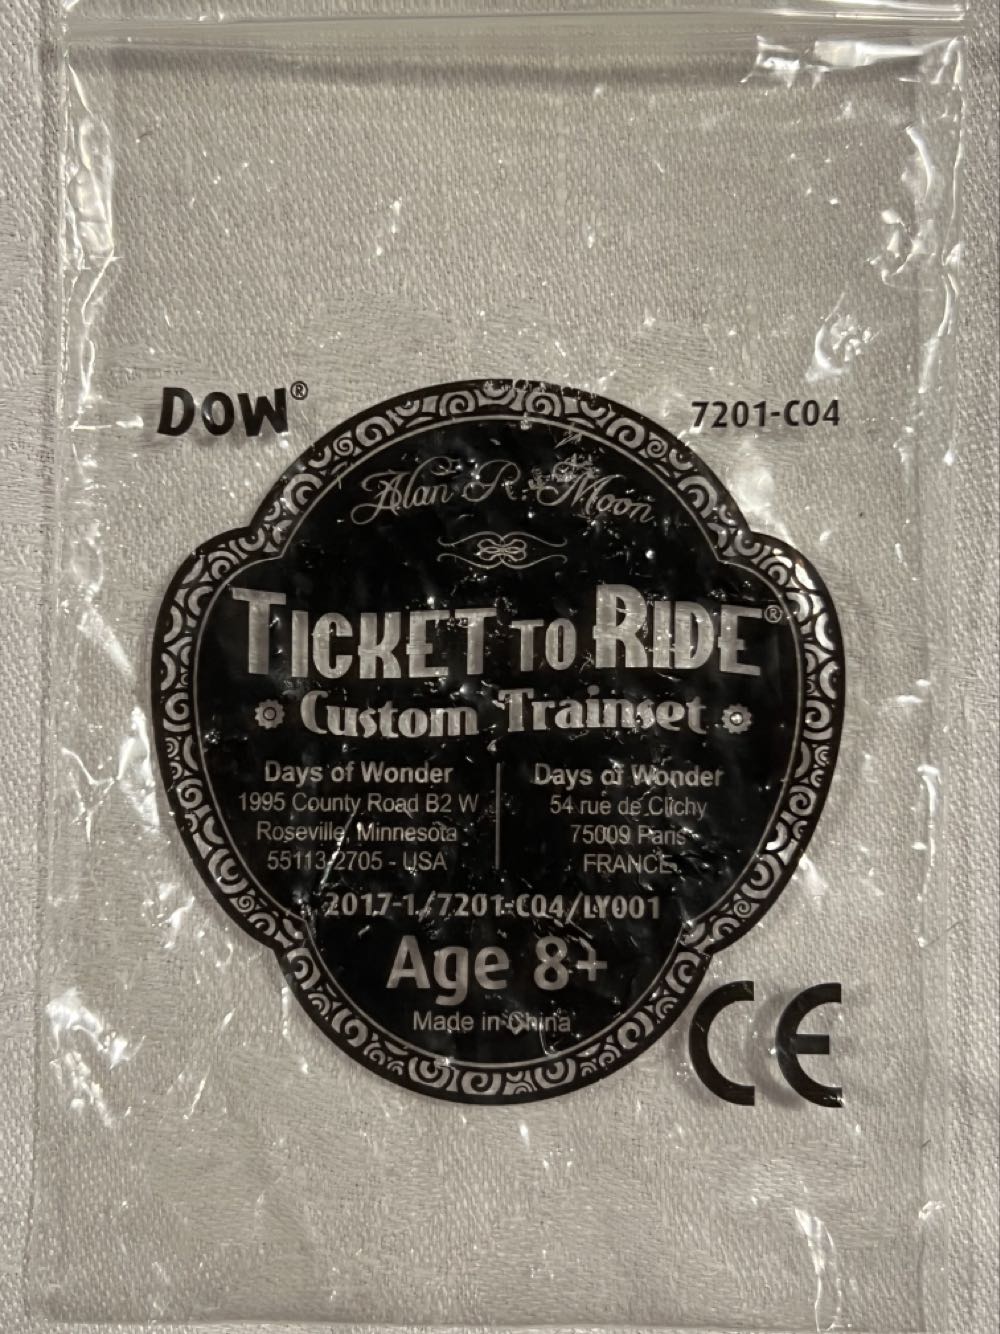 DOW®
7201-C04
Alan R. Moon
TICKET TO RIDE®
Custom Trainset
Days of Wonder
1995 County Road B2 W
Roseville, Minnesota
55113-2705 - USA
Days of Wonder
54 rue de Clichy
75009 Paris
FRANCE
2017-1/7201-C04/LY001
Age 8+
Made in China
CE